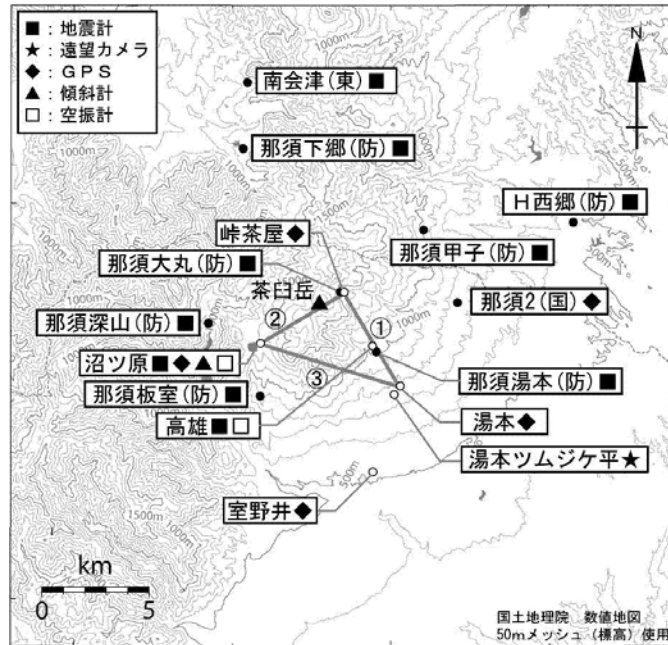 ■：地震計
★：遠望カメラ
◆：ＧＰＳ
▲：傾斜計
□：空振計
N
1000m
南会津(東)■
1000m
那須下郷(防)■
Ｈ西郷(防)■
1500m
峠茶屋◆
那須甲子(防)■
那須大丸(防)■
茶臼岳
那須2(国)◆
那須深山(防)■
②
①
1000m
沼ツ原■◆▲□
③
那須板室(防)■
那須湯本(防)■
高雄■□
湯本◆
湯本ツムジケ平★
500m
室野井◆
1500m
1000m
km
0
5
国土地理院 数値地図
50mメッシュ（標高）使用